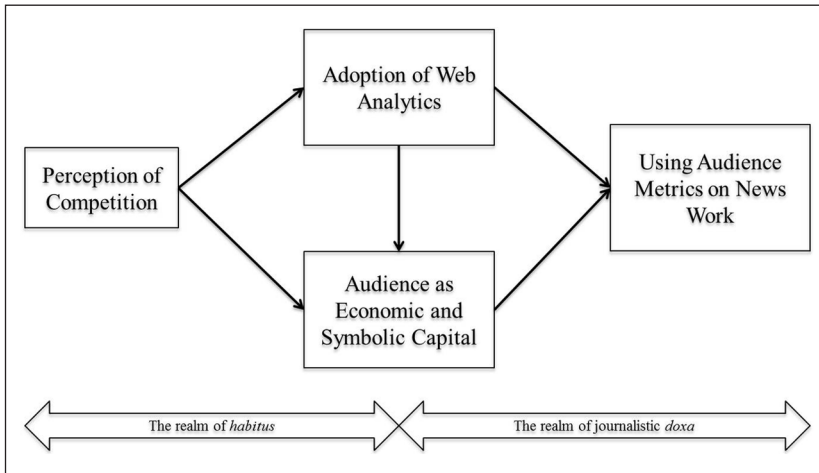 Adoption of Web
Analytics
Perception of
Competition
Using Audience
Metrics on News
Work
Audience as
Economic and
Symbolic Capital
The realm of habitus
The realm of journalistic doxa